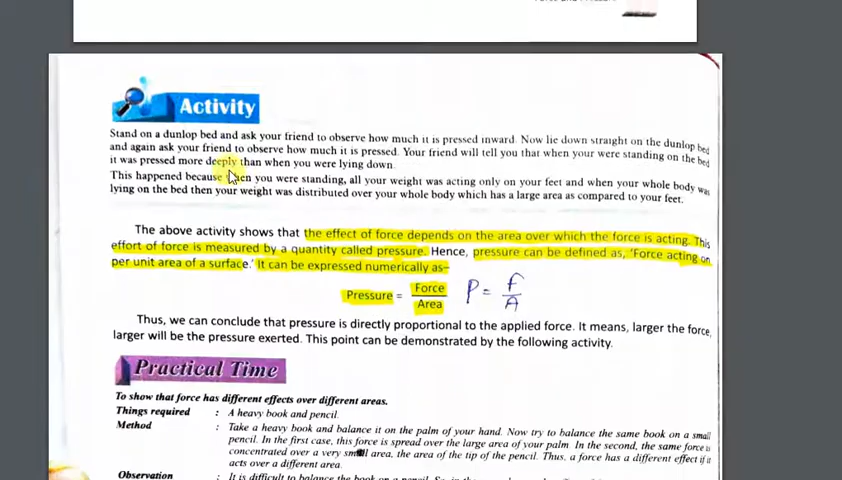 Activity
Stand on a dunlop bed and ask your friend to observe how much it is pressed inward. Now lie down straight on the dunlop bed
and again ask your friend to observe how much it is pressed. Your friend will tell you that when your were standing on the bed
it was pressed more deeply than when you were lying down.
This happened because when you were standing, all your weight was acting only on your feet and when your whole body was
lying on the bed then your weight was distributed over your whole body which has a large area as compared to your feet.
The above activity shows that the effect of force depends on the area over which the force is acting. This
effort of force is measured by a quantity called pressure. Hence, pressure can be defined as, 'Force acting on
per unit area of a surface.' It can be expressed numerically as–
Pressure = Force / Area P = F / A
Thus, we can conclude that pressure is directly proportional to the applied force. It means, larger the force,
larger will be the pressure exerted. This point can be demonstrated by the following activity.
Practical Time
To show that force has different effects over different areas.
Things required : A heavy book and pencil.
Method : Take a heavy book and balance it on the palm of your hand. Now try to balance the same book on a small
pencil. In the first case, this force is spread over the large area of your palm. In the second, the same force is
concentrated over a very small area, the area of the tip of the pencil. Thus, a force has a different effect if it
acts over a different area.
Observation : It is difficult to balance the book on a pencil. So, in the